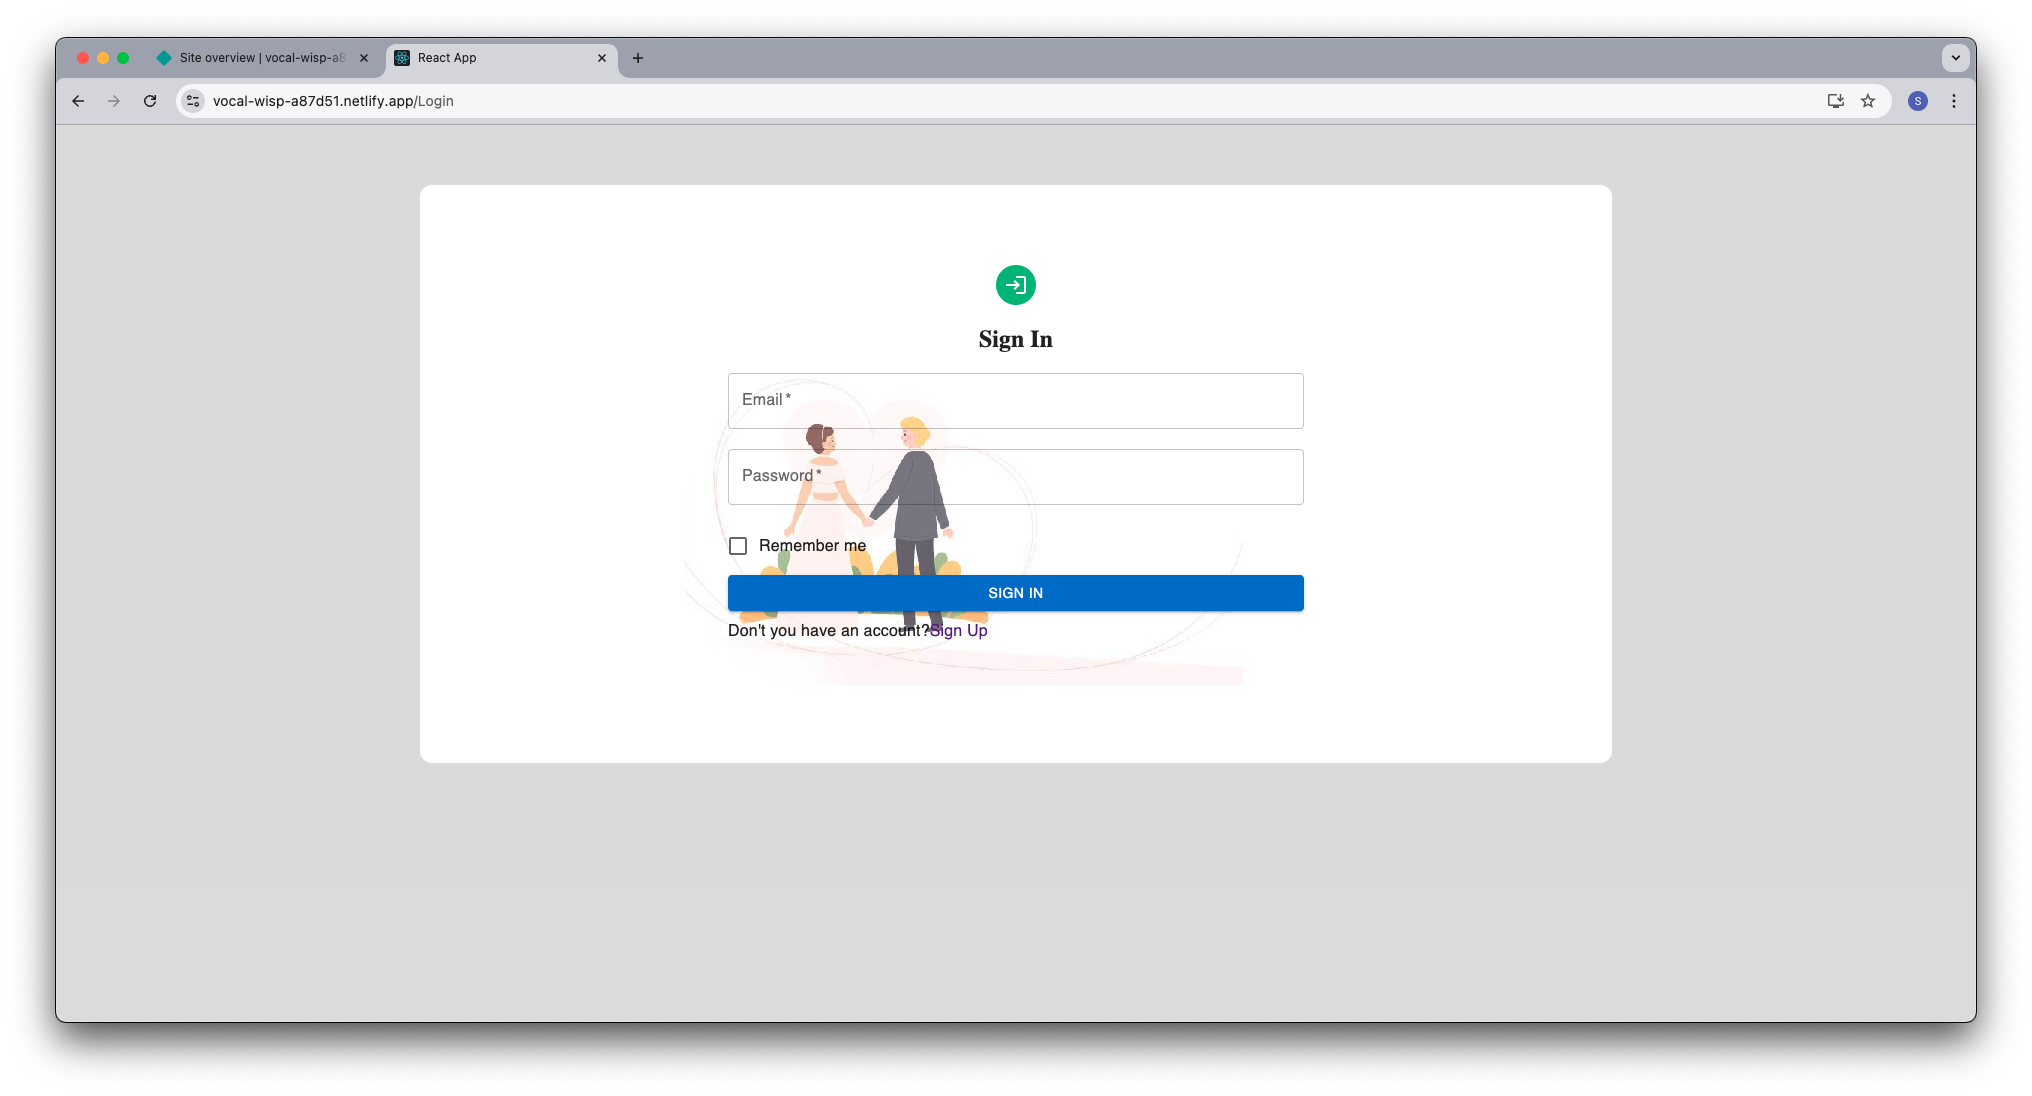 Site overview | vocal-wisp-a8
React App
vocal-wisp-a87d51.netlify.app/Login
S
Sign In
Email *
Password *
Remember me
SIGN IN
Don't you have an account?Sign Up